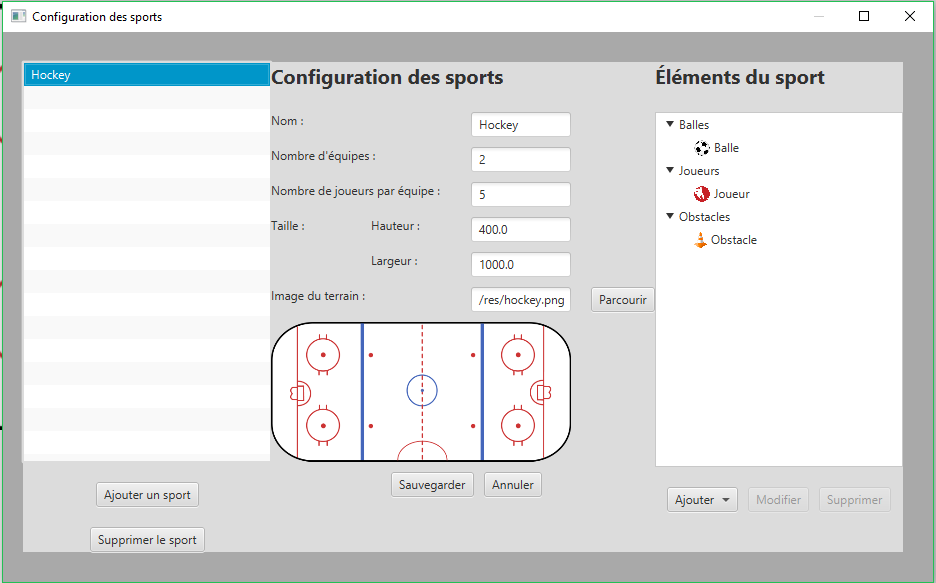 Configuration des sports
Hockey
Configuration des sports
Nom :
Hockey
Nombre d'équipes :
2
Nombre de joueurs par équipe :
5
Taille :
Hauteur :
400.0
Largeur :
1000.0
Image du terrain :
/res/hockey.png
Parcourir
Sauvegarder
Annuler
Ajouter un sport
Supprimer le sport
Éléments du sport
Balles
Balle
Joueurs
Joueur
Obstacles
Obstacle
Ajouter
Modifier
Supprimer